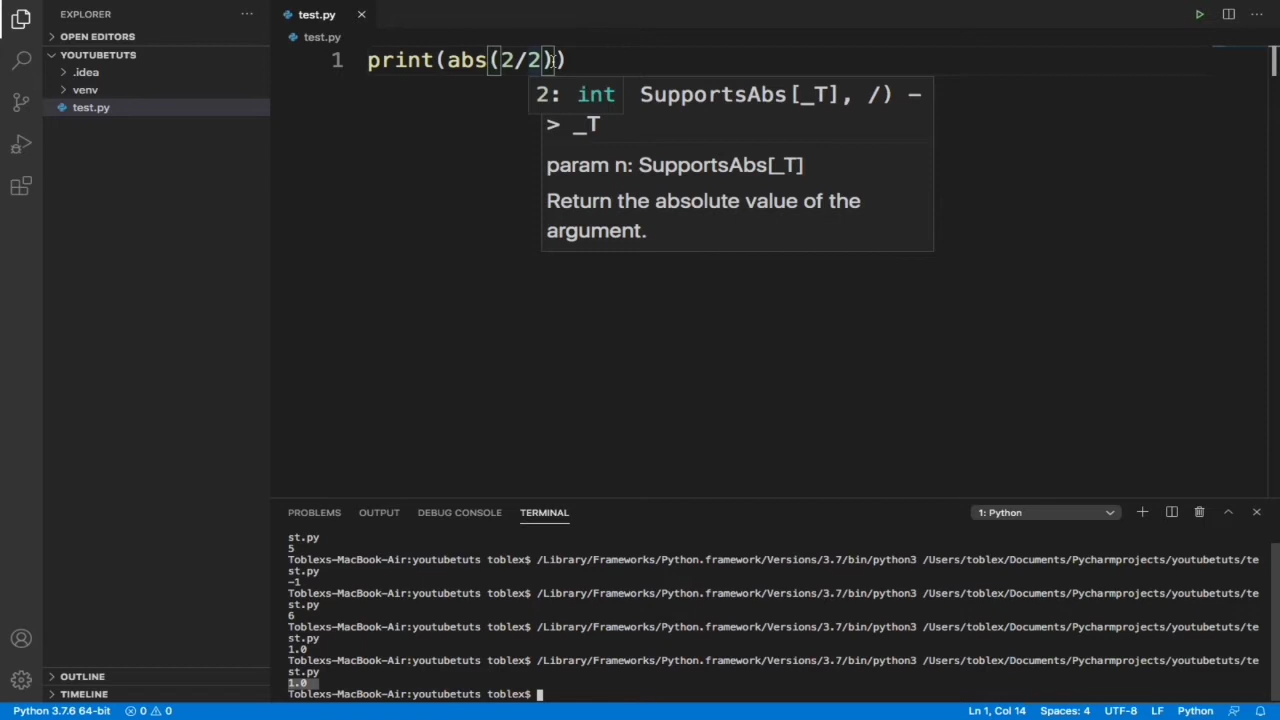 EXPLORER
OPEN EDITORS
YOUTUBETUTS
.idea
venv
test.py
test.py
test.py
1 print(abs(2/2))
2: int SupportsAbs[_T], /) -
> _T
param n: SupportsAbs[_T]
Return the absolute value of the
argument.
PROBLEMS OUTPUT DEBUG CONSOLE TERMINAL 1: Python
st.py
5
Toblexs-MacBook-Air:youtubetuts toblex$ /Library/Frameworks/Python.framework/Versions/3.7/bin/python3 /Users/toblex/Documents/Pycharmprojects/youtubetuts/te
st.py
-1
Toblexs-MacBook-Air:youtubetuts toblex$ /Library/Frameworks/Python.framework/Versions/3.7/bin/python3 /Users/toblex/Documents/Pycharmprojects/youtubetuts/te
st.py
6
Toblexs-MacBook-Air:youtubetuts toblex$ /Library/Frameworks/Python.framework/Versions/3.7/bin/python3 /Users/toblex/Documents/Pycharmprojects/youtubetuts/te
st.py
1.0
Toblexs-MacBook-Air:youtubetuts toblex$ /Library/Frameworks/Python.framework/Versions/3.7/bin/python3 /Users/toblex/Documents/Pycharmprojects/youtubetuts/te
st.py
1.0
Toblexs-MacBook-Air:youtubetuts toblex$
OUTLINE
TIMELINE
Python 3.7.6 64-bit 0 0 Ln 1, Col 14 Spaces: 4 UTF-8 LF Python